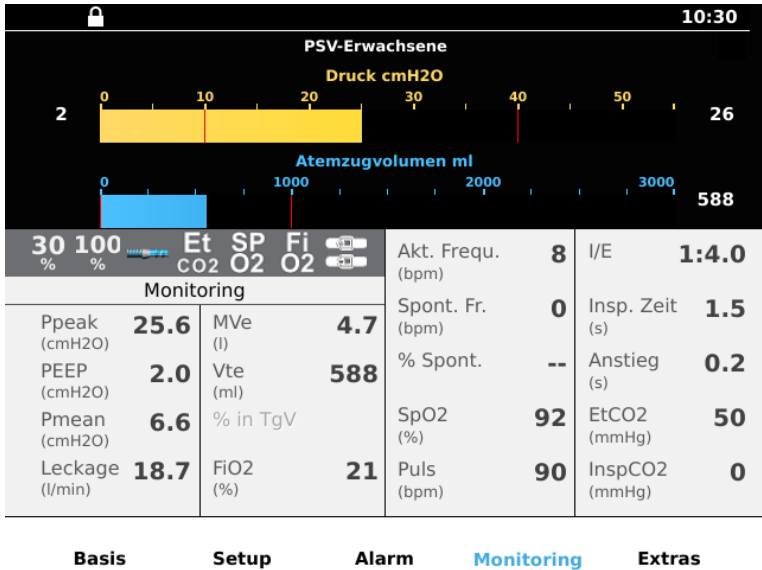 10:30
PSV-Erwachsene
Druck cmH2O
0 10 20 30 40 50
2 26
Atemzugvolumen ml
0 1000 2000 3000
588
30 % 100 % Et CO2 SP O2 Fi O2
Monitoring
Ppeak (cmH2O) 25.6
PEEP (cmH2O) 2.0
Pmean (cmH2O) 6.6
Leckage (l/min) 18.7
MVe (l) 4.7
Vte (ml) 588
% in TgV
FiO2 (%) 21
Akt. Frequ. (bpm) 8
Spont. Fr. (bpm) 0
% Spont. --
SpO2 (%) 92
Puls (bpm) 90
I/E 1:4.0
Insp. Zeit (s) 1.5
Anstieg (s) 0.2
EtCO2 (mmHg) 50
InspCO2 (mmHg) 0
Basis Setup Alarm Monitoring Extras